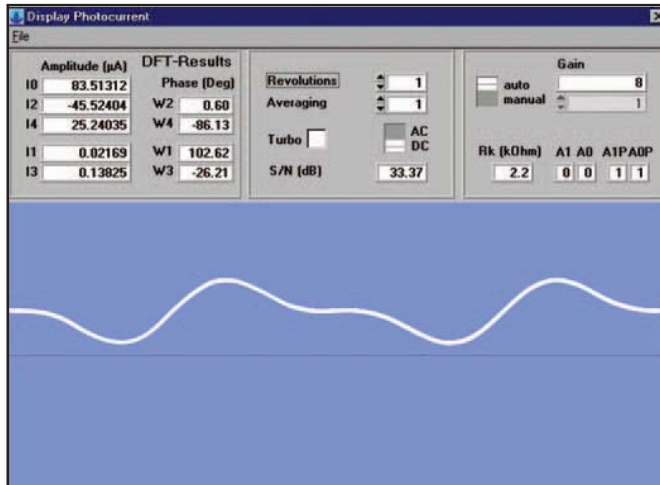 Display Photocurrent
File
Amplitude (µA) DFT-Results
Phase (Deg)
I0 83.51312
I2 -45.52404 W2 0.60
I4 25.24035 W4 -86.13
I1 0.02169 W1 102.62
I3 0.13825 W3 -26.21
Revolutions 1
Averaging 1
Turbo AC
DC
S/N (dB) 33.37
Gain
auto 8
manual 1
Rk (kOhm) A1 A0 A1P A0P
2.2 0 0 1 1